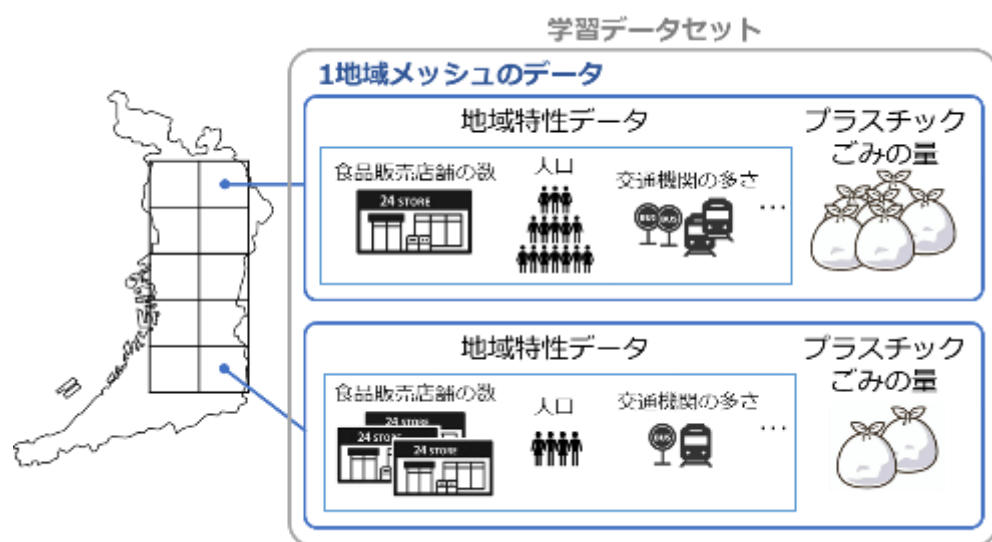 学習データセット
1地域メッシュのデータ
地域特性データ
プラスチック
ごみの量
食品販売店舗の数
人口
交通機関の多さ
24 STORE
BUS
BUS
...
地域特性データ
プラスチック
ごみの量
食品販売店舗の数
人口
交通機関の多さ
24 STORE
24 STORE
24 STORE
BUS
...